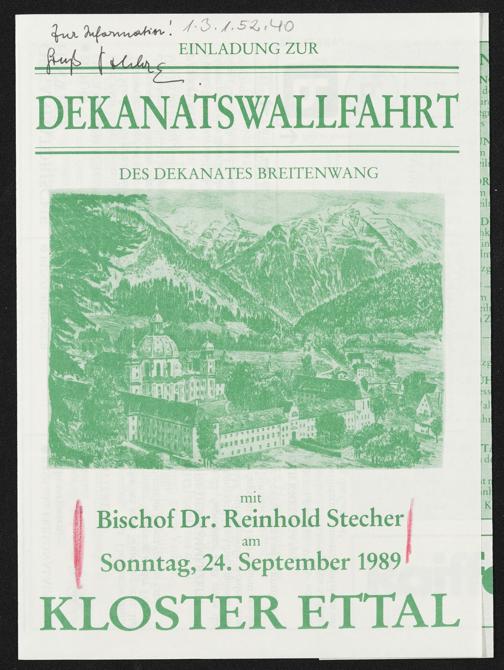 Zur Information! 1.3.1.52.40
Gruß
EINLADUNG ZUR
DEKANATSWALLFAHRT
DES DEKANATES BREITENWANG
mit
Bischof Dr. Reinhold Stecher
am
Sonntag, 24. September 1989
KLOSTER ETTAL